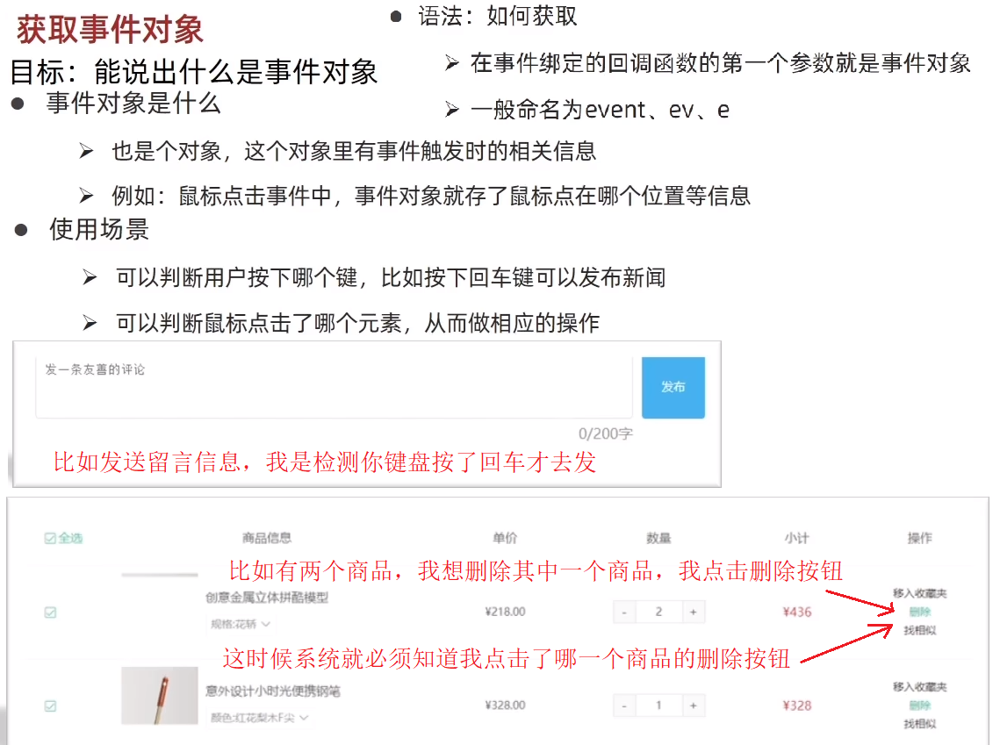 获取事件对象
目标：能说出什么是事件对象
● 事件对象是什么
➢ 也是个对象，这个对象里有事件触发时的相关信息
➢ 例如：鼠标点击事件中，事件对象就存了鼠标点在哪个位置等信息
● 使用场景
➢ 可以判断用户按下哪个键，比如按下回车键可以发布新闻
➢ 可以判断鼠标点击了哪个元素，从而做相应的操作
● 语法：如何获取
➢ 在事件绑定的回调函数的第一个参数就是事件对象
➢ 一般命名为event、ev、e
发一条友善的评论
发布
0/200字
比如发送留言信息，我是检测你键盘按了回车才去发
全选 商品信息 单价 数量 小计 操作
比如有两个商品，我想删除其中一个商品，我点击删除按钮
创意金属立体拼酷模型
规格:花轿
¥218.00
- 2 +
¥436
移入收藏夹
删除
找相似
这时候系统就必须知道我点击了哪一个商品的删除按钮
意外设计小时光便携钢笔
颜色:红花梨木F尖
¥328.00
- 1 +
¥328
移入收藏夹
删除
找相似